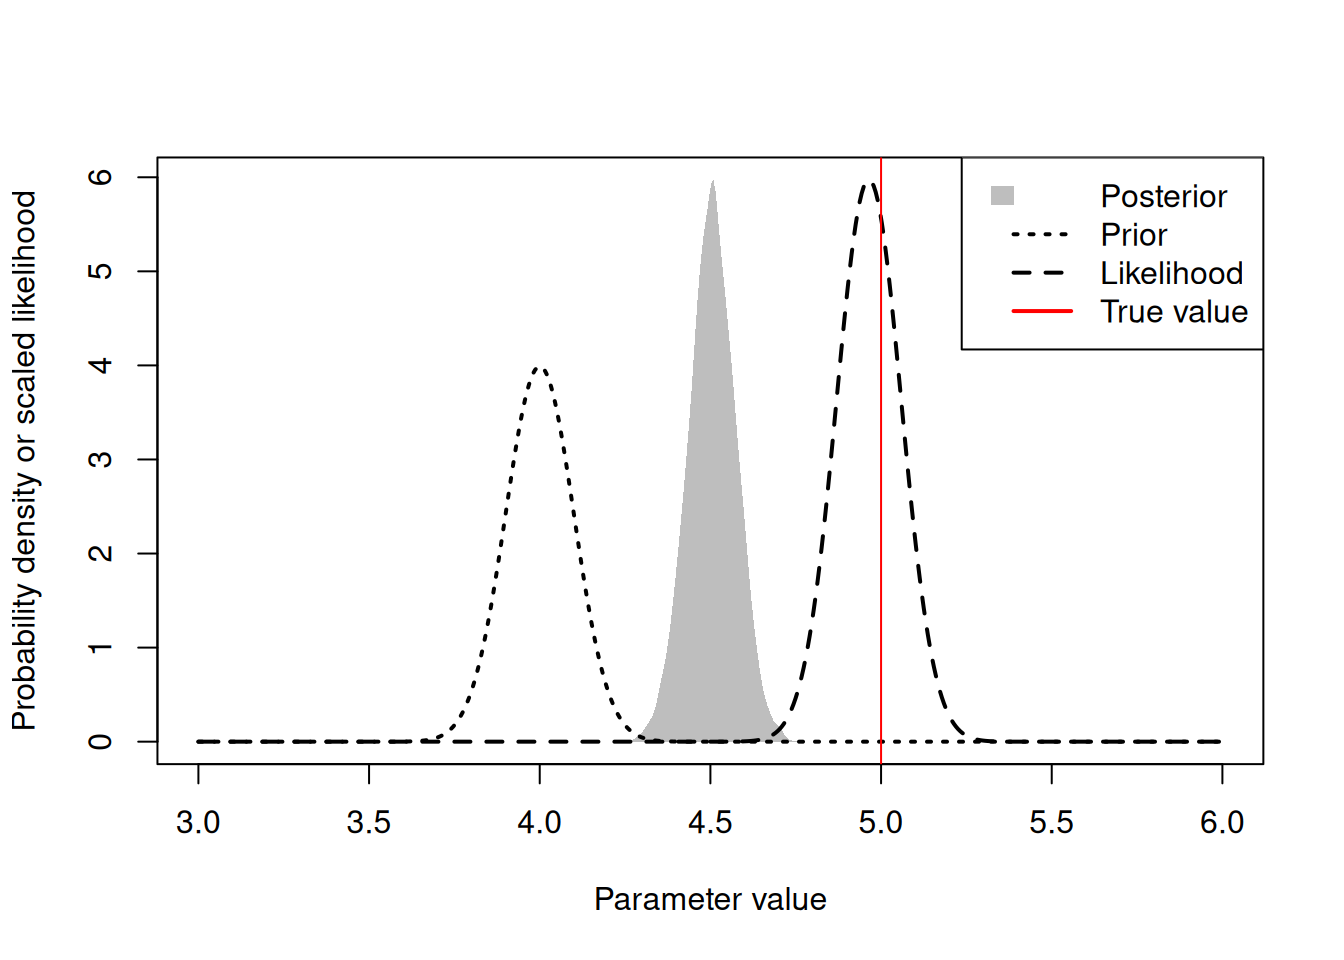 Probability density or scaled likelihood
6
5
4
3
2
1
0
Posterior
Prior
Likelihood
True value
3.0 3.5 4.0 4.5 5.0 5.5 6.0
Parameter value